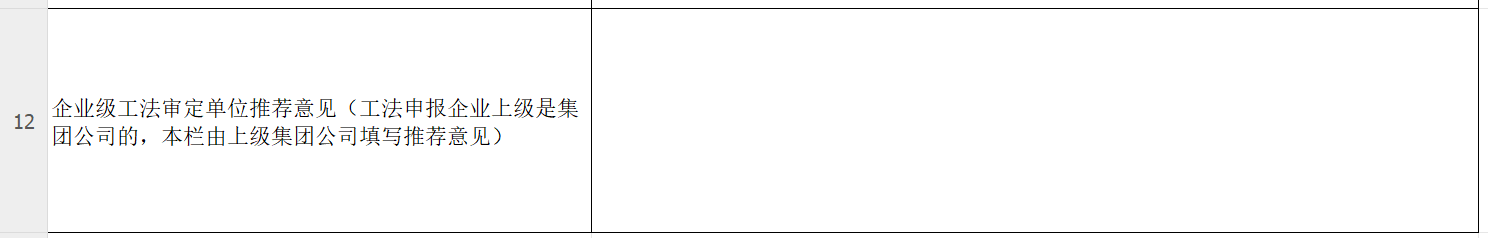 12
企业级工法审定单位推荐意见（工法申报企业上级是集
团公司的，本栏由上级集团公司填写推荐意见）